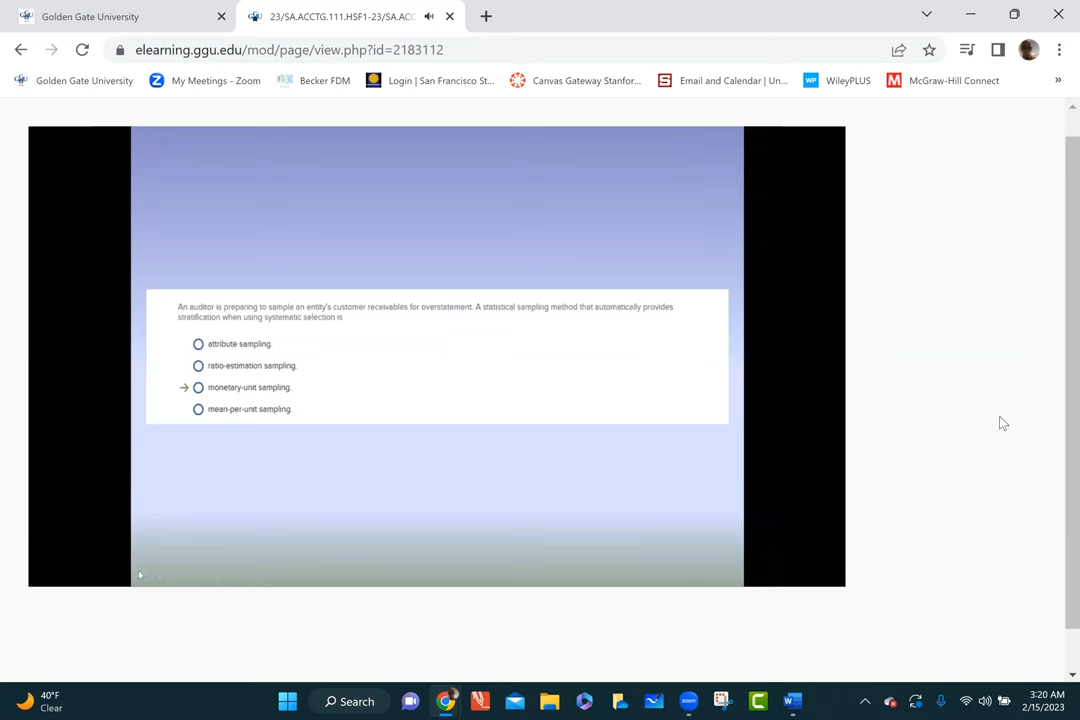 Golden Gate University
23/SA.ACCTG.111.HSF1-23/SA.ACC
elearning.ggu.edu/mod/page/view.php?id=2183112
Golden Gate University
My Meetings - Zoom
Becker FDM
Login | San Francisco St...
Canvas Gateway Stanfor...
Email and Calendar | Un...
WP
WileyPLUS
McGraw-Hill Connect
»
An auditor is preparing to sample an entity's customer receivables for overstatement. A statistical sampling method that automatically provides
stratification when using systematic selection is
attribute sampling.
ratio-estimation sampling.
→ monetary-unit sampling.
mean-per-unit sampling.
40°F
Clear
Search
zoom
3:20 AM
2/15/2023